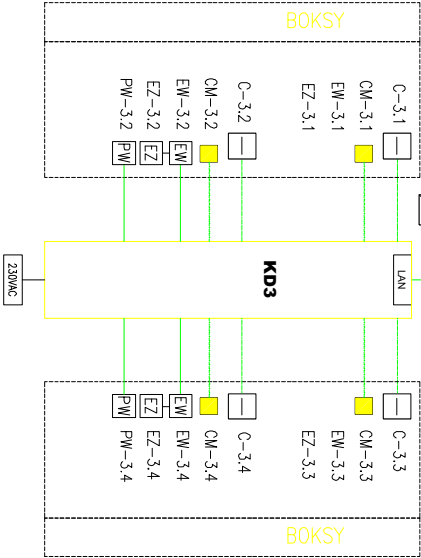 BOKSY
PW-3.2
EZ-3.2
EW-3.2
CM-3.2
C-3.2
EZ-3.1
EW-3.1
CM-3.1
C-3.1
PW
EZ
EW
230VAC
KD3
LAN
PW
EZ
EW
PW-3.4
EZ-3.4
EW-3.4
CM-3.4
C-3.4
EZ-3.3
EW-3.3
CM-3.3
C-3.3
BOKSY